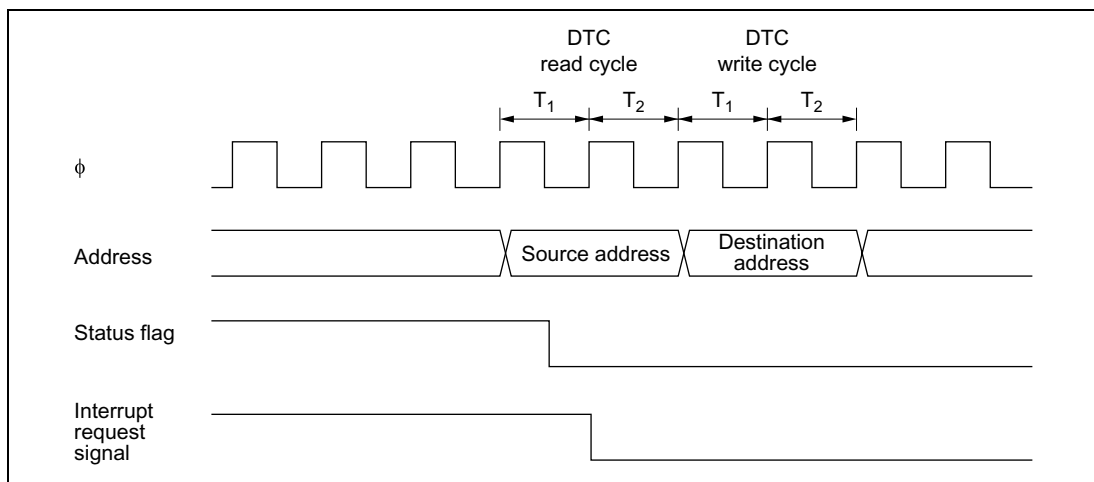 DTC
read cycle
DTC
write cycle
T1
T2
T1
T2
ϕ
Address
Source address
Destination
address
Status flag
Interrupt
request
signal